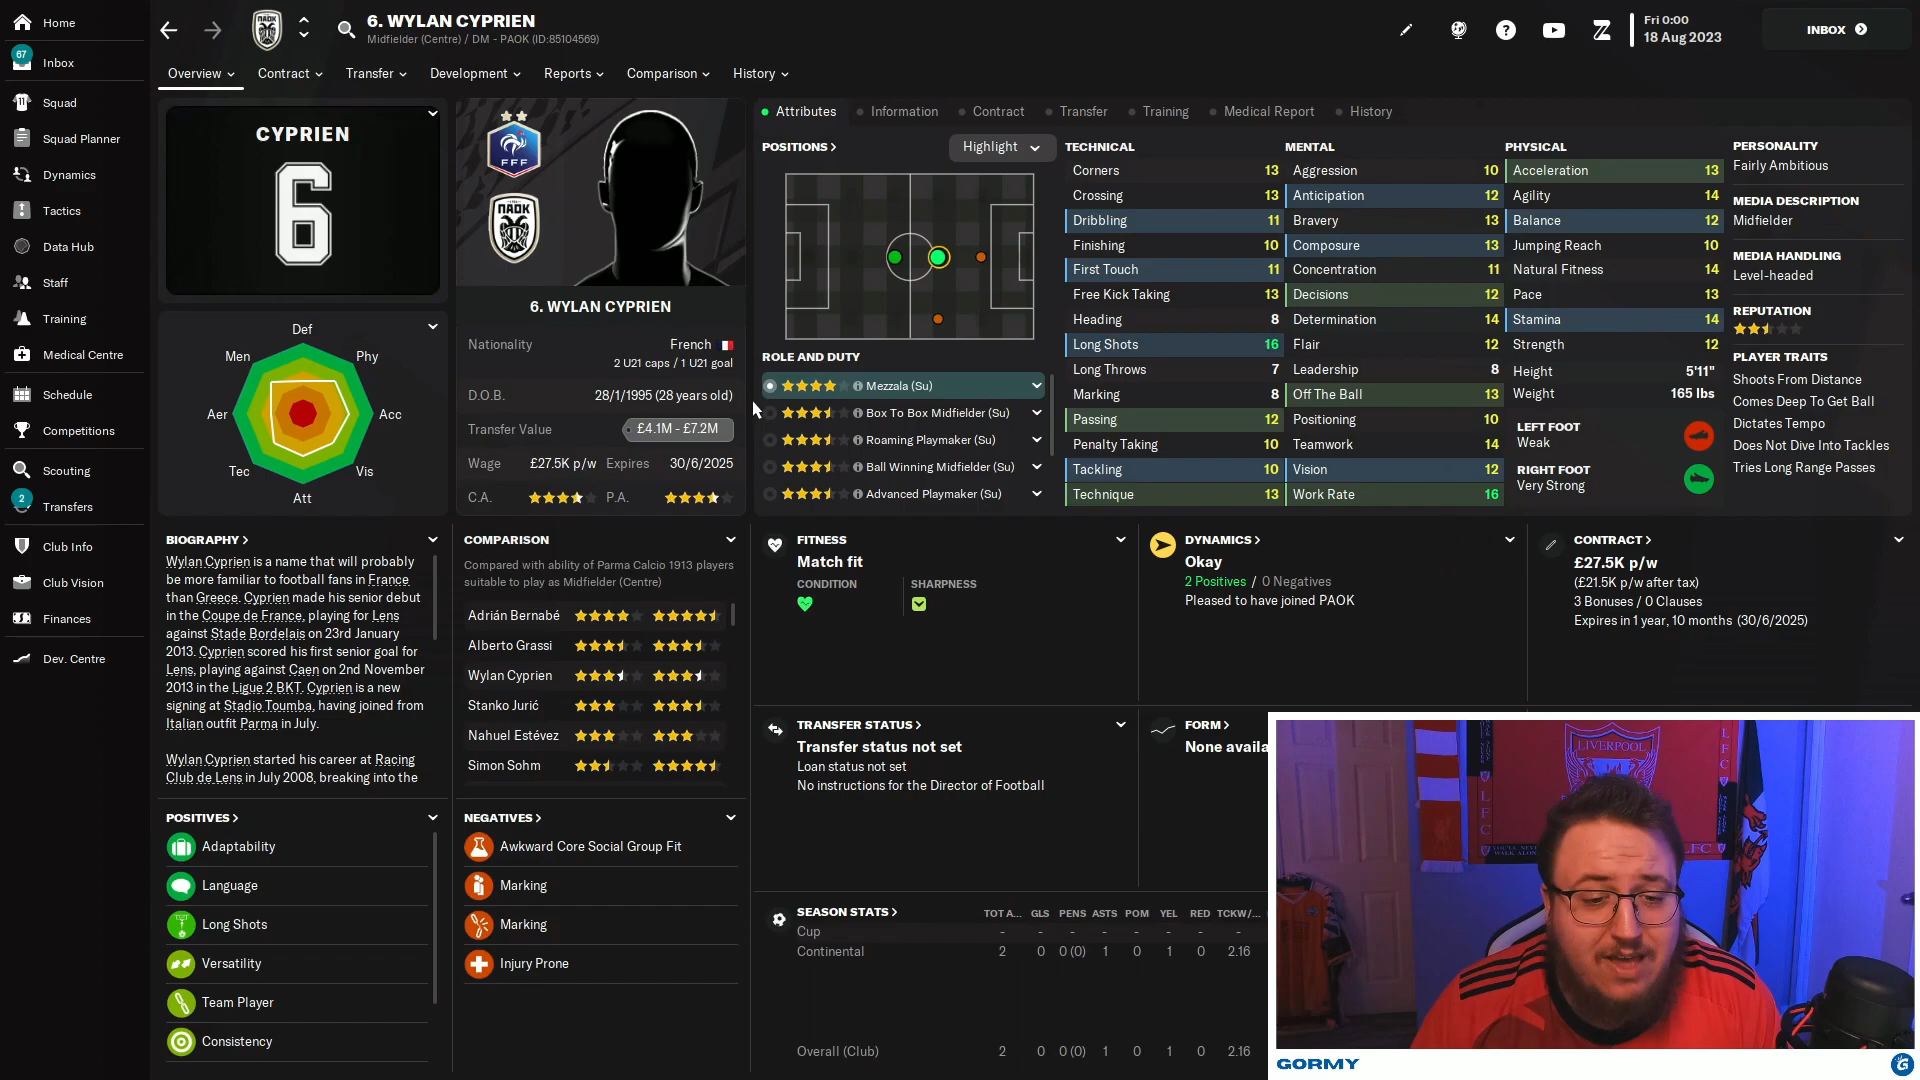 Home
67
Inbox
Squad
Squad Planner
Dynamics
Tactics
Data Hub
Staff
Training
Medical Centre
Schedule
Competitions
Scouting
2
Transfers
Club Info
Club Vision
Finances
Dev. Centre
6. WYLAN CYPRIEN
Midfielder (Centre) / DM - PAOK (ID:85104569)
Fri 0:00
18 Aug 2023
INBOX
Overview
Contract
Transfer
Development
Reports
Comparison
History
CYPRIEN
6
Def
Phy
Acc
Vis
Att
Tec
Aer
Men
FFF
ΠΑΟΚ
6. WYLAN CYPRIEN
Nationality French
2 U21 caps / 1 U21 goal
D.O.B. 28/1/1995 (28 years old)
Transfer Value £4.1M - £7.2M
Wage £27.5K p/w Expires 30/6/2025
C.A. P.A.
Attributes
Information
Contract
Transfer
Training
Medical Report
History
POSITIONS
Highlight
ROLE AND DUTY
Mezzala (Su)
Box To Box Midfielder (Su)
Roaming Playmaker (Su)
Ball Winning Midfielder (Su)
Advanced Playmaker (Su)
TECHNICAL
Corners 13
Crossing 13
Dribbling 11
Finishing 10
First Touch 11
Free Kick Taking 13
Heading 8
Long Shots 16
Long Throws 7
Marking 8
Passing 12
Penalty Taking 10
Tackling 10
Technique 13
MENTAL
Aggression 10
Anticipation 12
Bravery 13
Composure 13
Concentration 11
Decisions 12
Determination 14
Flair 12
Leadership 8
Off The Ball 13
Positioning 10
Teamwork 14
Vision 12
Work Rate 16
PHYSICAL
Acceleration 13
Agility 14
Balance 12
Jumping Reach 10
Natural Fitness 14
Pace 13
Stamina 14
Strength 12
Height 5'11"
Weight 165 lbs
LEFT FOOT
Weak
RIGHT FOOT
Very Strong
PERSONALITY
Fairly Ambitious
MEDIA DESCRIPTION
Midfielder
MEDIA HANDLING
Level-headed
REPUTATION
PLAYER TRAITS
Shoots From Distance
Comes Deep To Get Ball
Dictates Tempo
Does Not Dive Into Tackles
Tries Long Range Passes
BIOGRAPHY
Wylan Cyprien is a name that will probably
be more familiar to football fans in France
than Greece. Cyprien made his senior debut
in the Coupe de France, playing for Lens
against Stade Bordelais on 23rd January
2013. Cyprien scored his first senior goal for
Lens, playing against Caen on 2nd November
2013 in the Ligue 2 BKT. Cyprien is a new
signing at Stadio Toumba, having joined from
Italian outfit Parma in July.
Wylan Cyprien started his career at Racing
Club de Lens in July 2008, breaking into the
COMPARISON
Compared with ability of Parma Calcio 1913 players
suitable to play as Midfielder (Centre)
Adrián Bernabé
Alberto Grassi
Wylan Cyprien
Stanko Jurić
Nahuel Estévez
Simon Sohm
FITNESS
Match fit
CONDITION
SHARPNESS
DYNAMICS
Okay
2 Positives / 0 Negatives
Pleased to have joined PAOK
CONTRACT
£27.5K p/w
(£21.5K p/w after tax)
3 Bonuses / 0 Clauses
Expires in 1 year, 10 months (30/6/2025)
TRANSFER STATUS
Transfer status not set
Loan status not set
No instructions for the Director of Football
FORM
None availa
POSITIVES
Adaptability
Language
Long Shots
Versatility
Team Player
Consistency
NEGATIVES
Awkward Core Social Group Fit
Marking
Marking
Injury Prone
SEASON STATS TOT A... GLS PENS ASTS POM YEL RED TCKW/...
Cup - - - - - - - -
Continental 2 0 0 (0) 1 0 1 0 2.16
Overall (Club) 2 0 0 (0) 1 0 1 0 2.16
LIVERPOOL
LFC
LFC
GORMY